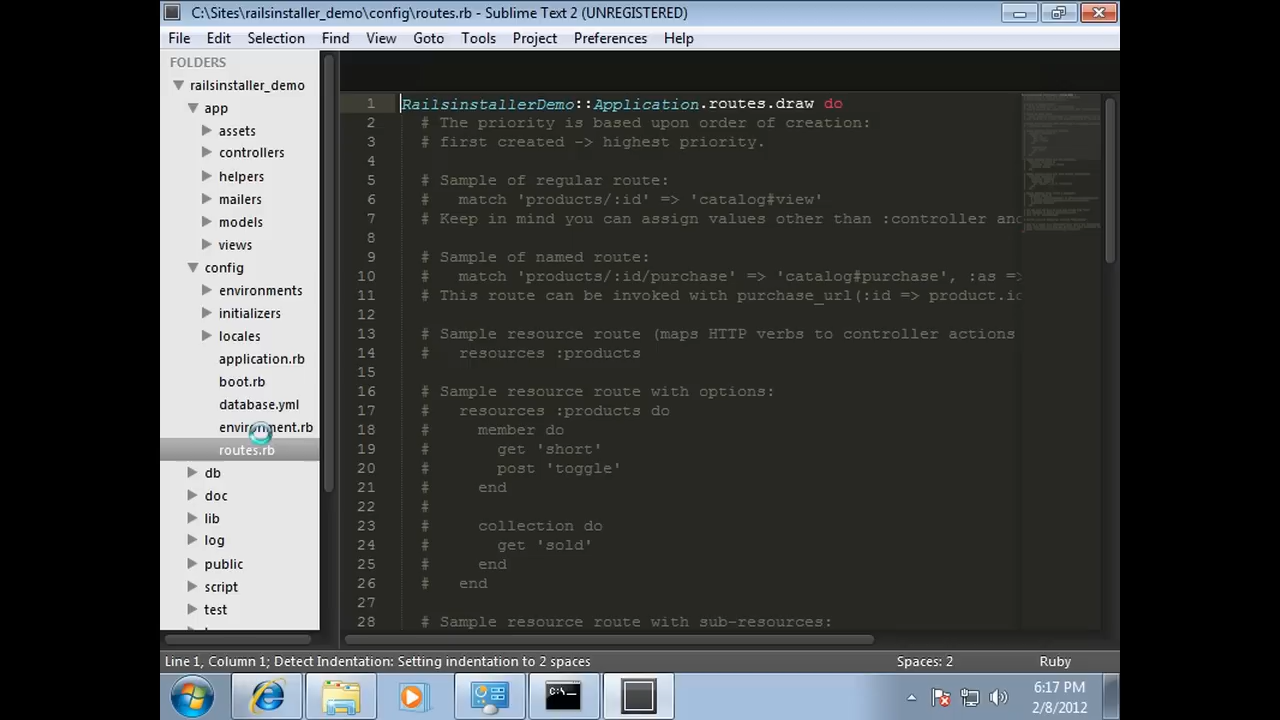 C:\Sites\railsinstaller_demo\config\routes.rb - Sublime Text 2 (UNREGISTERED)
File Edit Selection Find View Goto Tools Project Preferences Help
FOLDERS
railsinstaller_demo
app
assets
controllers
helpers
mailers
models
views
config
environments
initializers
locales
application.rb
boot.rb
database.yml
environment.rb
routes.rb
db
doc
lib
log
public
script
test
1 RailsinstallerDemo::Application.routes.draw do
2 # The priority is based upon order of creation:
3 # first created -> highest priority.
4
5 # Sample of regular route:
6 # match 'products/:id' => 'catalog#view'
7 # Keep in mind you can assign values other than :controller and
8
9 # Sample of named route:
10 # match 'products/:id/purchase' => 'catalog#purchase', :as =>
11 # This route can be invoked with purchase_url(:id => product.id
12
13 # Sample resource route (maps HTTP verbs to controller actions
14 # resources :products
15
16 # Sample resource route with options:
17 # resources :products do
18 # member do
19 # get 'short'
20 # post 'toggle'
21 # end
22 #
23 # collection do
24 # get 'sold'
25 # end
26 # end
27
28 # Sample resource route with sub-resources:
Line 1, Column 1; Detect Indentation: Setting indentation to 2 spaces Spaces: 2 Ruby
6:17 PM
2/8/2012